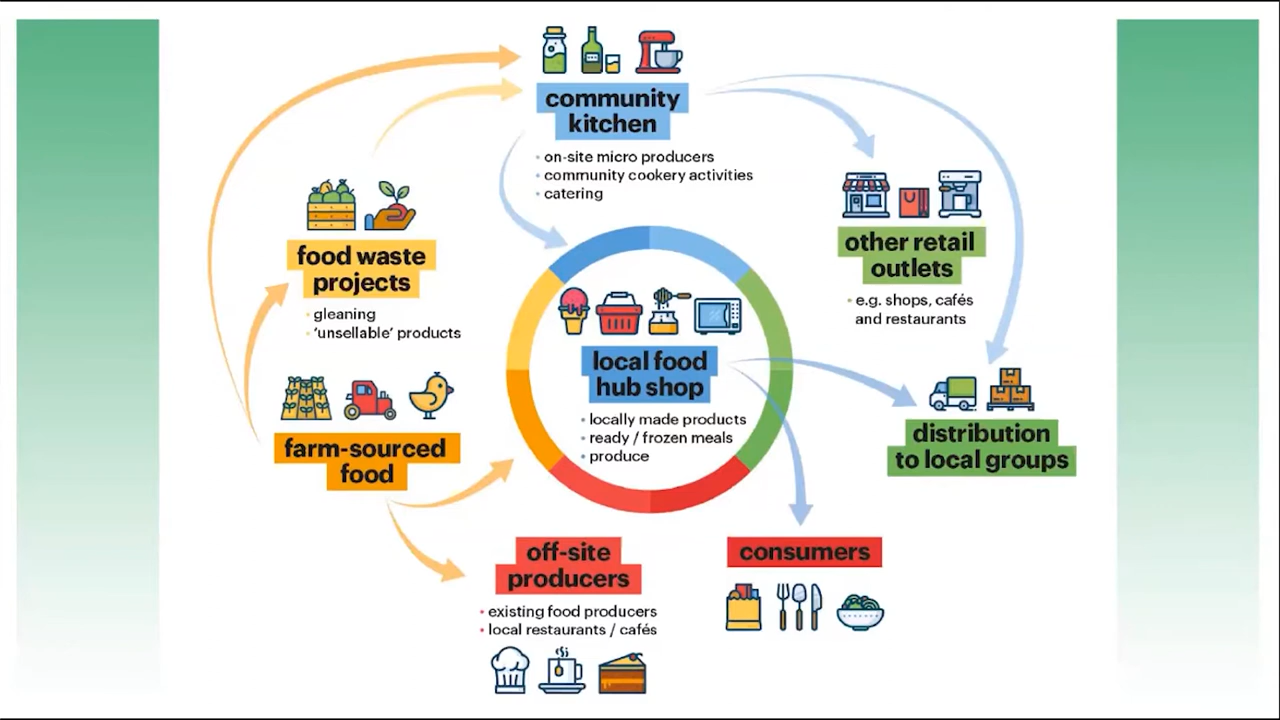 community
kitchen
• on-site micro producers
• community cookery activities
• catering
food waste
projects
• gleaning
• ‘unsellable’ products
other retail
outlets
• e.g. shops, cafés
and restaurants
local food
hub shop
• locally made products
• ready / frozen meals
• produce
farm-sourced
food
distribution
to local groups
off-site
producers
• existing food producers
• local restaurants / cafés
consumers